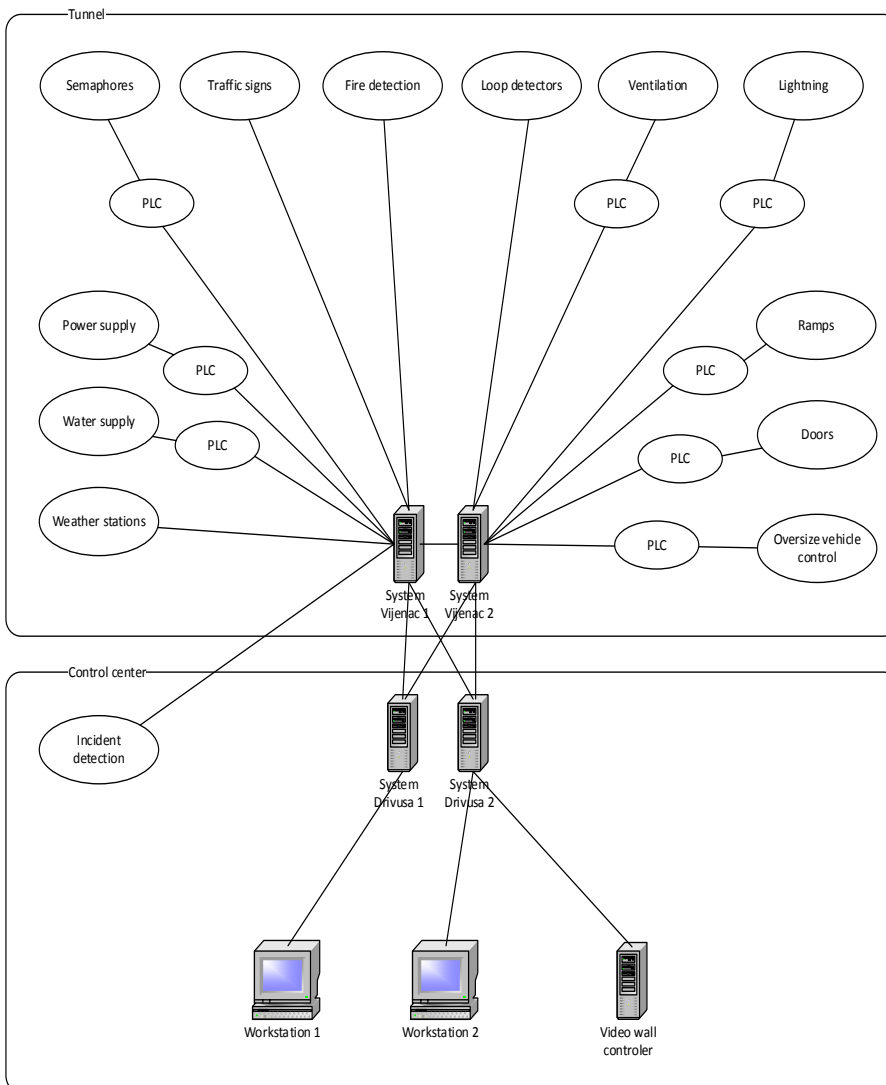 Tunnel
Semaphores
Traffic signs
Fire detection
Loop detectors
Ventilation
Lightning
PLC
PLC
PLC
Power supply
Ramps
PLC
PLC
Water supply
Doors
PLC
PLC
Weather stations
Oversize vehicle
control
PLC
System
Vijenac 1
System
Vijenac 2
Control center
Incident
detection
System
Drivusa 1
System
Drivusa 2
Workstation 1
Workstation 2
Video wall
controler